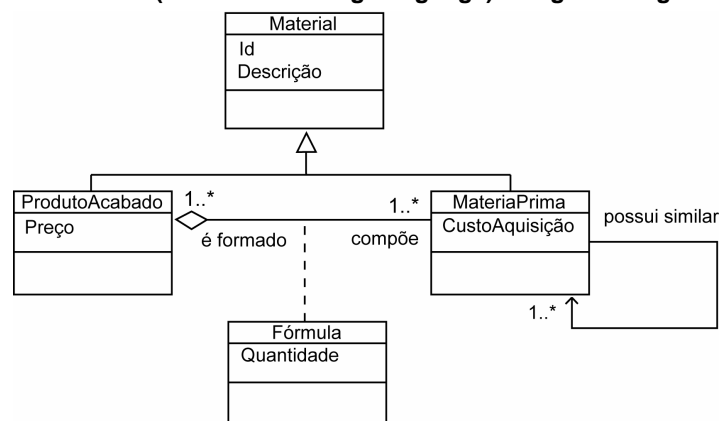 Material
Id
Descrição
ProdutoAcabado
Preço
1..*
é formado
1..*
compõe
MateriaPrima
CustoAquisição
possui similar
1..*
Fórmula
Quantidade